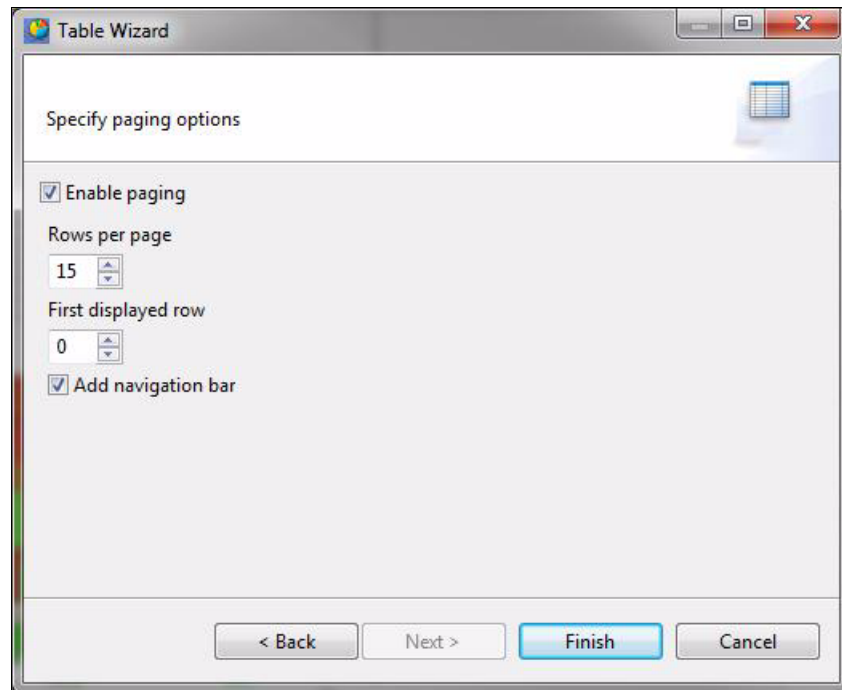 Table Wizard
Specify paging options
Enable paging
Rows per page
15
First displayed row
0
Add navigation bar
< Back Next > Finish Cancel